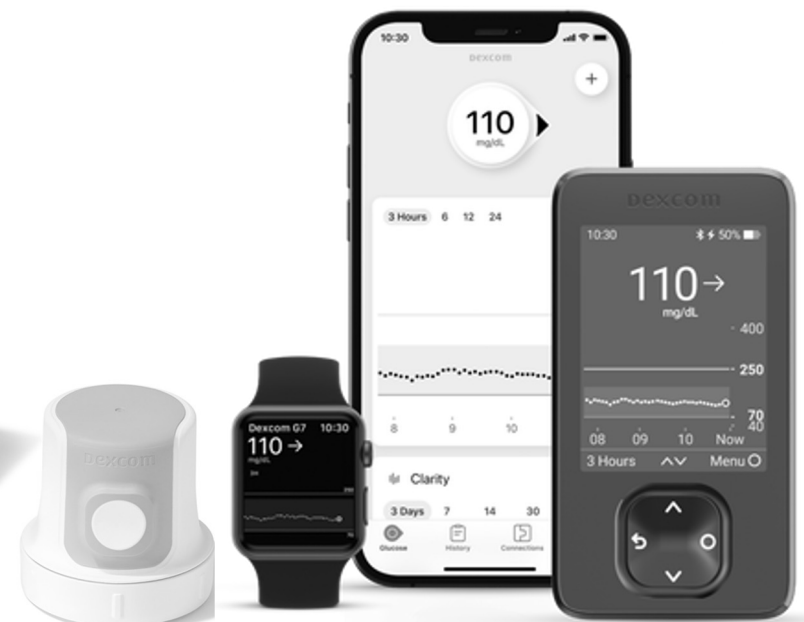 Dexcom
Dexcom G7 10:30
110 →
mg/dL
250
70
10:30
Dexcom
+
110
mg/dL
3 Hours 6 12 24
8 9 10
Clarity
3 Days 7 14 30
Glucose History Connections
Dexcom
10:30 50%
110 →
mg/dL
400
250
70
40
08 09 10 Now
3 Hours Menu